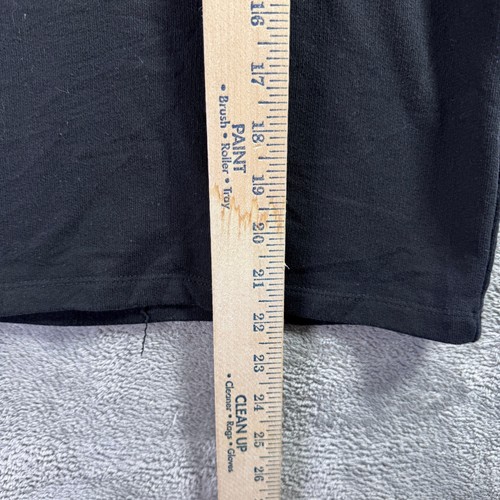 16
17
18
19
20
21
22
23
24
25
26
PAINT
• Brush • Roller • Tray
CLEAN UP
• Cleaner • Rags • Gloves